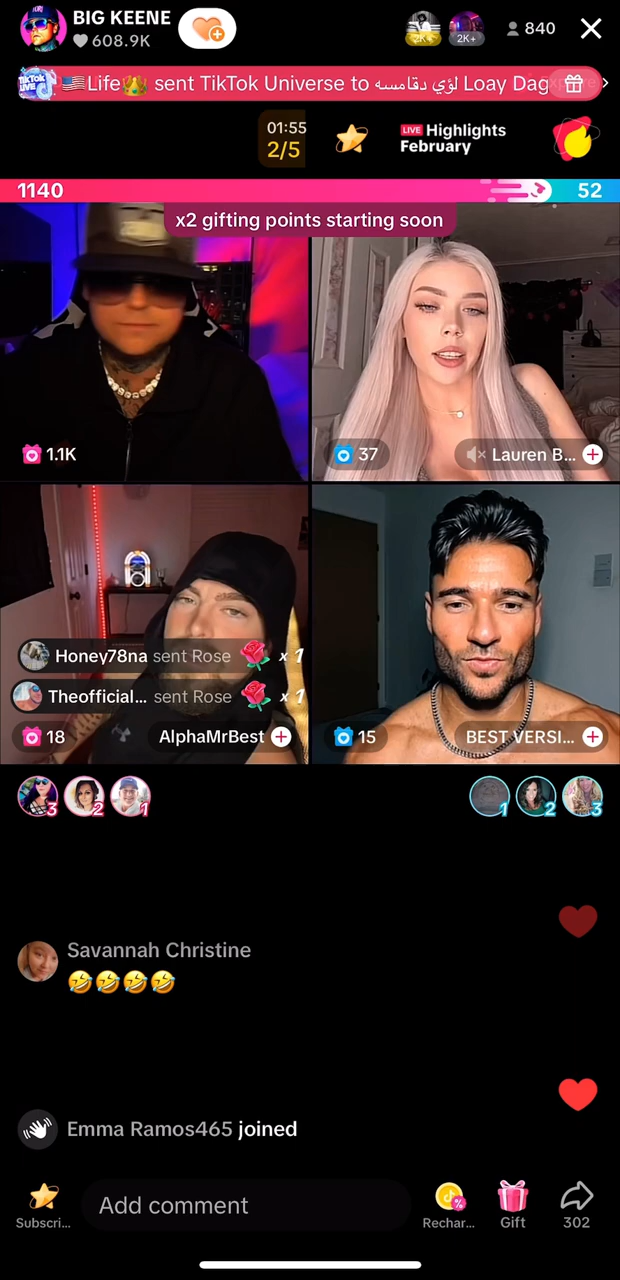 BIG KEENE
608.9K
2K+
2K+
840
TikTok LIVE
Life sent TikTok Universe to لؤي دقامسه Loay Dag
01:55
2/5
LIVE Highlights
February
1140
52
x2 gifting points starting soon
1.1K
37
Lauren B...
Honey78na sent Rose x 1
Theofficial... sent Rose x 1
18
AlphaMrBest
15
BEST VERSI...
3
2
1
1
2
3
Savannah Christine
Emma Ramos465 joined
Subscri...
Add comment
Rechar...
Gift
302